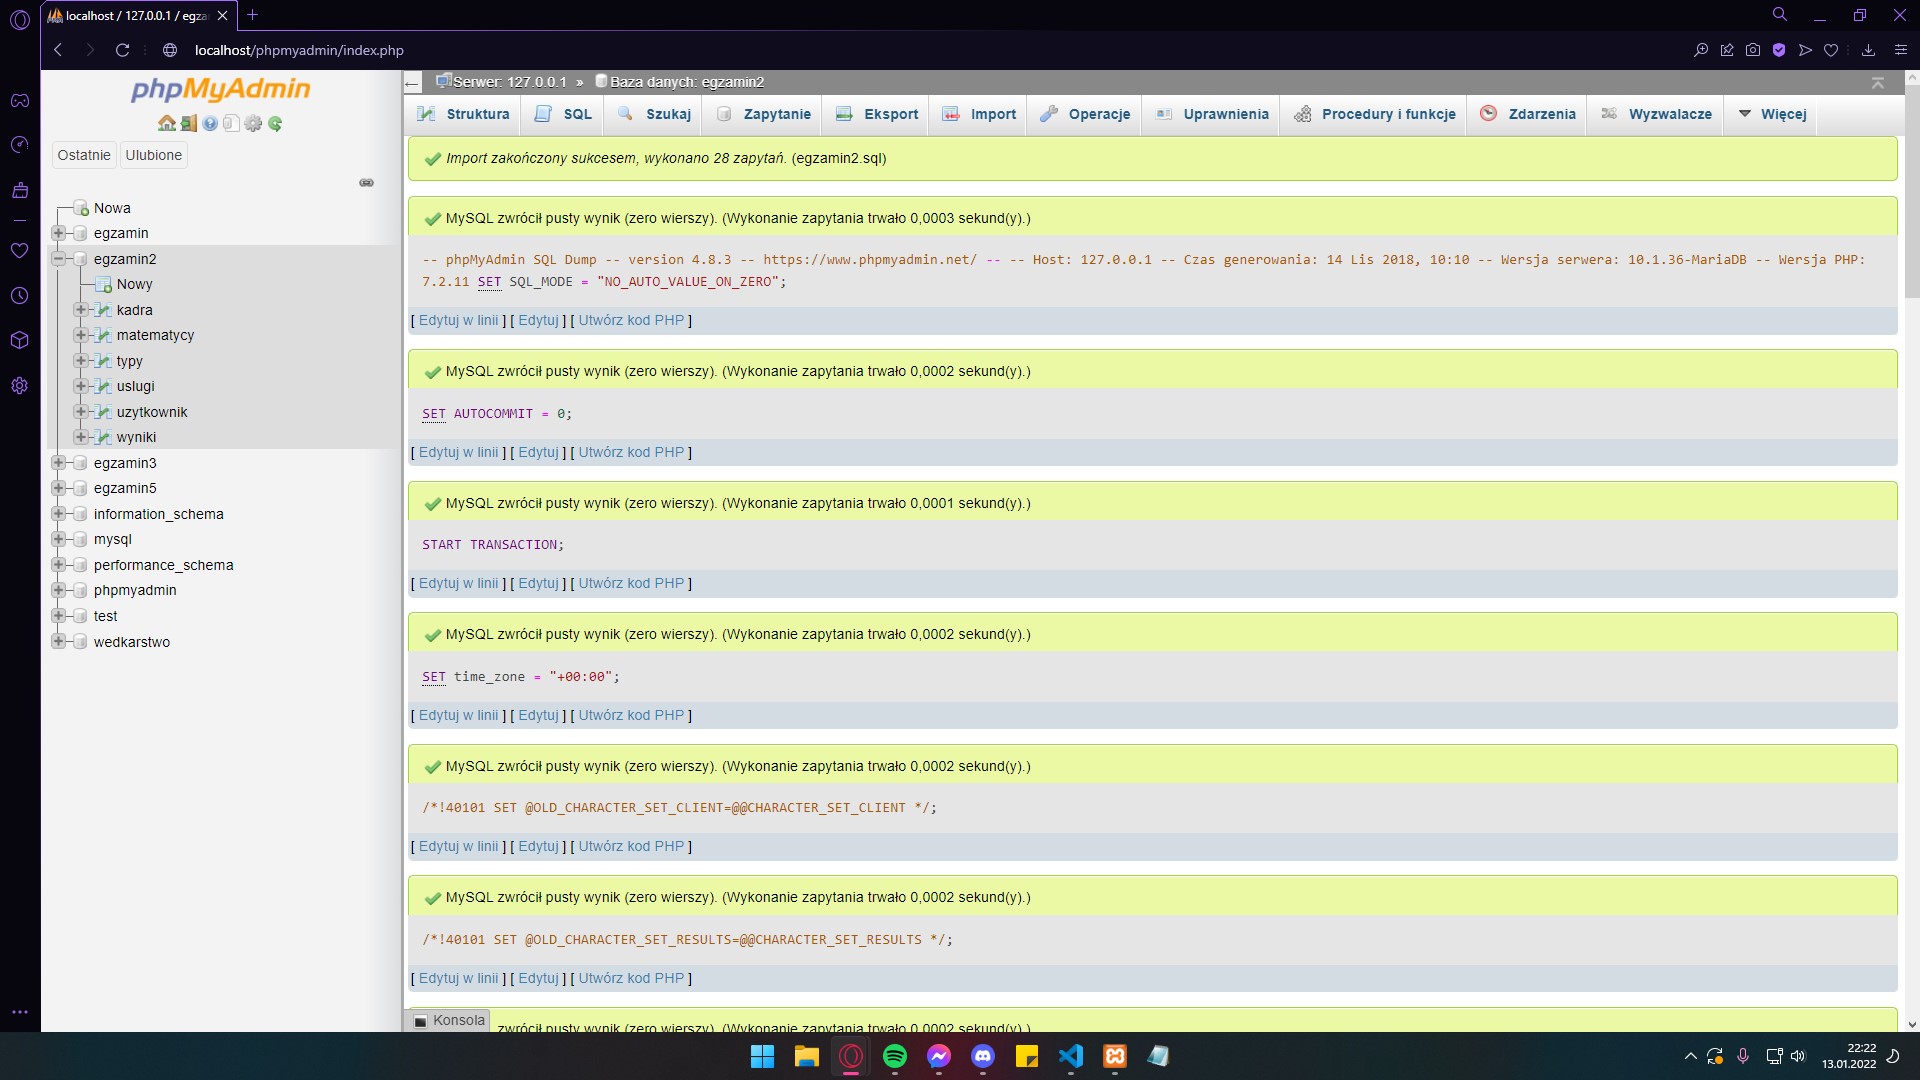 localhost / 127.0.0.1 / egza
localhost/phpmyadmin/index.php
phpMyAdmin
Ostatnie Ulubione
Nowa
egzamin
egzamin2
Nowy
kadra
matematycy
typy
uslugi
uzytkownik
wyniki
egzamin3
egzamin5
information_schema
mysql
performance_schema
phpmyadmin
test
wedkarstwo
Serwer: 127.0.0.1 » Baza danych: egzamin2
Struktura SQL Szukaj Zapytanie Eksport Import Operacje Uprawnienia Procedury i funkcje Zdarzenia Wyzwalacze Więcej
Import zakończony sukcesem, wykonano 28 zapytań. (egzamin2.sql)
MySQL zwrócił pusty wynik (zero wierszy). (Wykonanie zapytania trwało 0,0003 sekund(y).)
-- phpMyAdmin SQL Dump -- version 4.8.3 -- https://www.phpmyadmin.net/ -- -- Host: 127.0.0.1 -- Czas generowania: 14 Lis 2018, 10:10 -- Wersja serwera: 10.1.36-MariaDB -- Wersja PHP:
7.2.11 SET SQL_MODE = "NO_AUTO_VALUE_ON_ZERO";
[ Edytuj w linii ] [ Edytuj ] [ Utwórz kod PHP ]
MySQL zwrócił pusty wynik (zero wierszy). (Wykonanie zapytania trwało 0,0002 sekund(y).)
SET AUTOCOMMIT = 0;
[ Edytuj w linii ] [ Edytuj ] [ Utwórz kod PHP ]
MySQL zwrócił pusty wynik (zero wierszy). (Wykonanie zapytania trwało 0,0001 sekund(y).)
START TRANSACTION;
[ Edytuj w linii ] [ Edytuj ] [ Utwórz kod PHP ]
MySQL zwrócił pusty wynik (zero wierszy). (Wykonanie zapytania trwało 0,0002 sekund(y).)
SET time_zone = "+00:00";
[ Edytuj w linii ] [ Edytuj ] [ Utwórz kod PHP ]
MySQL zwrócił pusty wynik (zero wierszy). (Wykonanie zapytania trwało 0,0002 sekund(y).)
/*!40101 SET @OLD_CHARACTER_SET_CLIENT=@@CHARACTER_SET_CLIENT */;
[ Edytuj w linii ] [ Edytuj ] [ Utwórz kod PHP ]
MySQL zwrócił pusty wynik (zero wierszy). (Wykonanie zapytania trwało 0,0002 sekund(y).)
/*!40101 SET @OLD_CHARACTER_SET_RESULTS=@@CHARACTER_SET_RESULTS */;
[ Edytuj w linii ] [ Edytuj ] [ Utwórz kod PHP ]
Konsola zwrócił pusty wynik (zero wierszy). (Wykonanie zapytania trwało 0,0002 sekund(y).)
22:22
13.01.2022